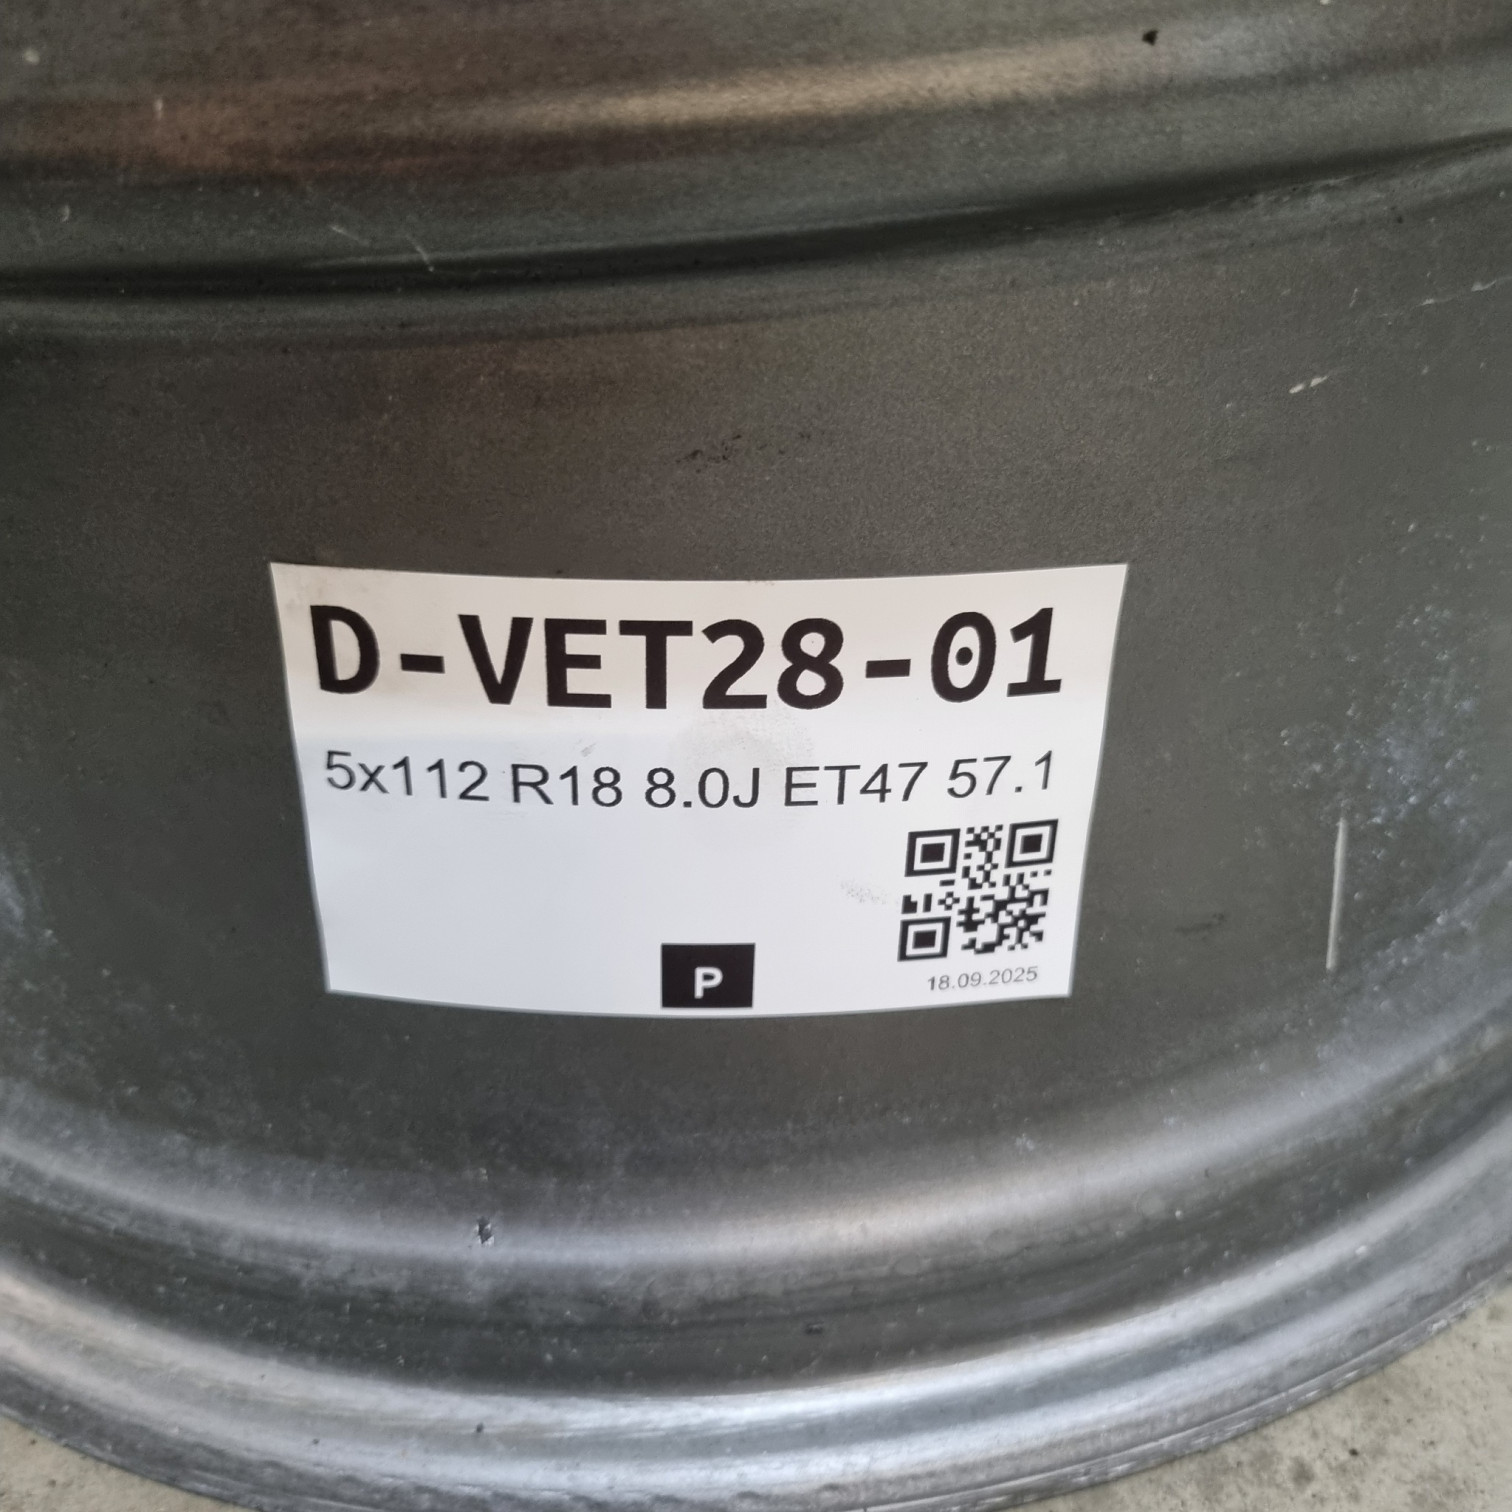 D-VET28-01
5x112 R18 8.0J ET47 57.1
P
18.09.2025